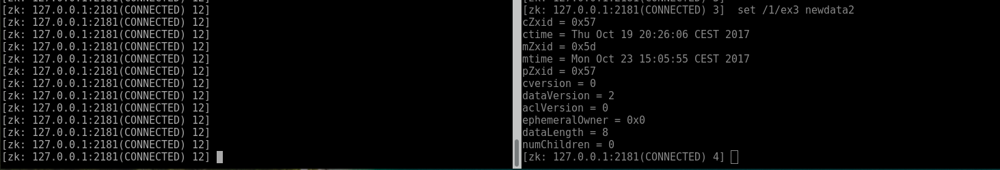 [zk: 127.0.0.1:2181(CONNECTED) 12]
[zk: 127.0.0.1:2181(CONNECTED) 12]
[zk: 127.0.0.1:2181(CONNECTED) 12]
[zk: 127.0.0.1:2181(CONNECTED) 12]
[zk: 127.0.0.1:2181(CONNECTED) 12]
[zk: 127.0.0.1:2181(CONNECTED) 12]
[zk: 127.0.0.1:2181(CONNECTED) 12]
[zk: 127.0.0.1:2181(CONNECTED) 12]
[zk: 127.0.0.1:2181(CONNECTED) 12]
[zk: 127.0.0.1:2181(CONNECTED) 12]
[zk: 127.0.0.1:2181(CONNECTED) 12]
[zk: 127.0.0.1:2181(CONNECTED) 12]
[zk: 127.0.0.1:2181(CONNECTED) 12]
[zk: 127.0.0.1:2181(CONNECTED) 3] set /1/ex3 newdata2
cZxid = 0x57
ctime = Thu Oct 19 20:26:06 CEST 2017
mZxid = 0x5d
mtime = Mon Oct 23 15:05:55 CEST 2017
pZxid = 0x57
cversion = 0
dataVersion = 2
aclVersion = 0
ephemeralOwner = 0x0
dataLength = 8
numChildren = 0
[zk: 127.0.0.1:2181(CONNECTED) 4]